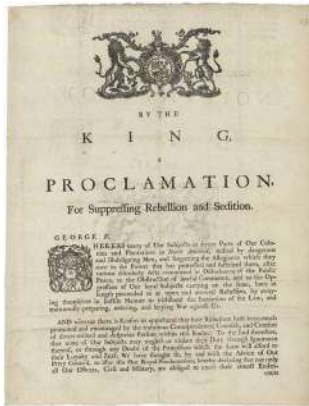 BY THE
KING,
A
PROCLAMATION,
For Suppressing Rebellion and Sedition.
GEORGE R.
WHEREAS many of Our Subjects in divers Parts of Our Colo-
nies and Plantations in North America, misled by dangerous
and ill-designing Men, and forgetting the Allegiance which they
owe to the Power that has protected and sustained them, after
various disorderly Acts committed in Disturbance of the Public
Peace, to the Obstruction of lawful Commerce, and to the Op-
pression of Our loyal Subjects carrying on the same, have at
length proceeded to an open and avowed Rebellion, by array-
ing themselves in hostile Manner to withstand the Execution of the Law, and
traitorously preparing, ordering, and levying War against Us;
AND whereas there is Reason to apprehend that such Rebellion hath been much
promoted and encouraged by the traitorous Correspondence, Counsels, and Comfort
of divers wicked and desperate Persons within this Realm: To the End therefore
that none of Our Subjects may neglect or violate their Duty through Ignorance
thereof, or through any Doubt of the Protection which the Law will afford to
their Loyalty and Zeal; We have thought fit, by and with the Advice of Our
Privy Council, to issue this Our Royal Proclamation, hereby declaring that not only
all Our Officers, Civil and Military, are obliged to exert their utmost Endea-
vours